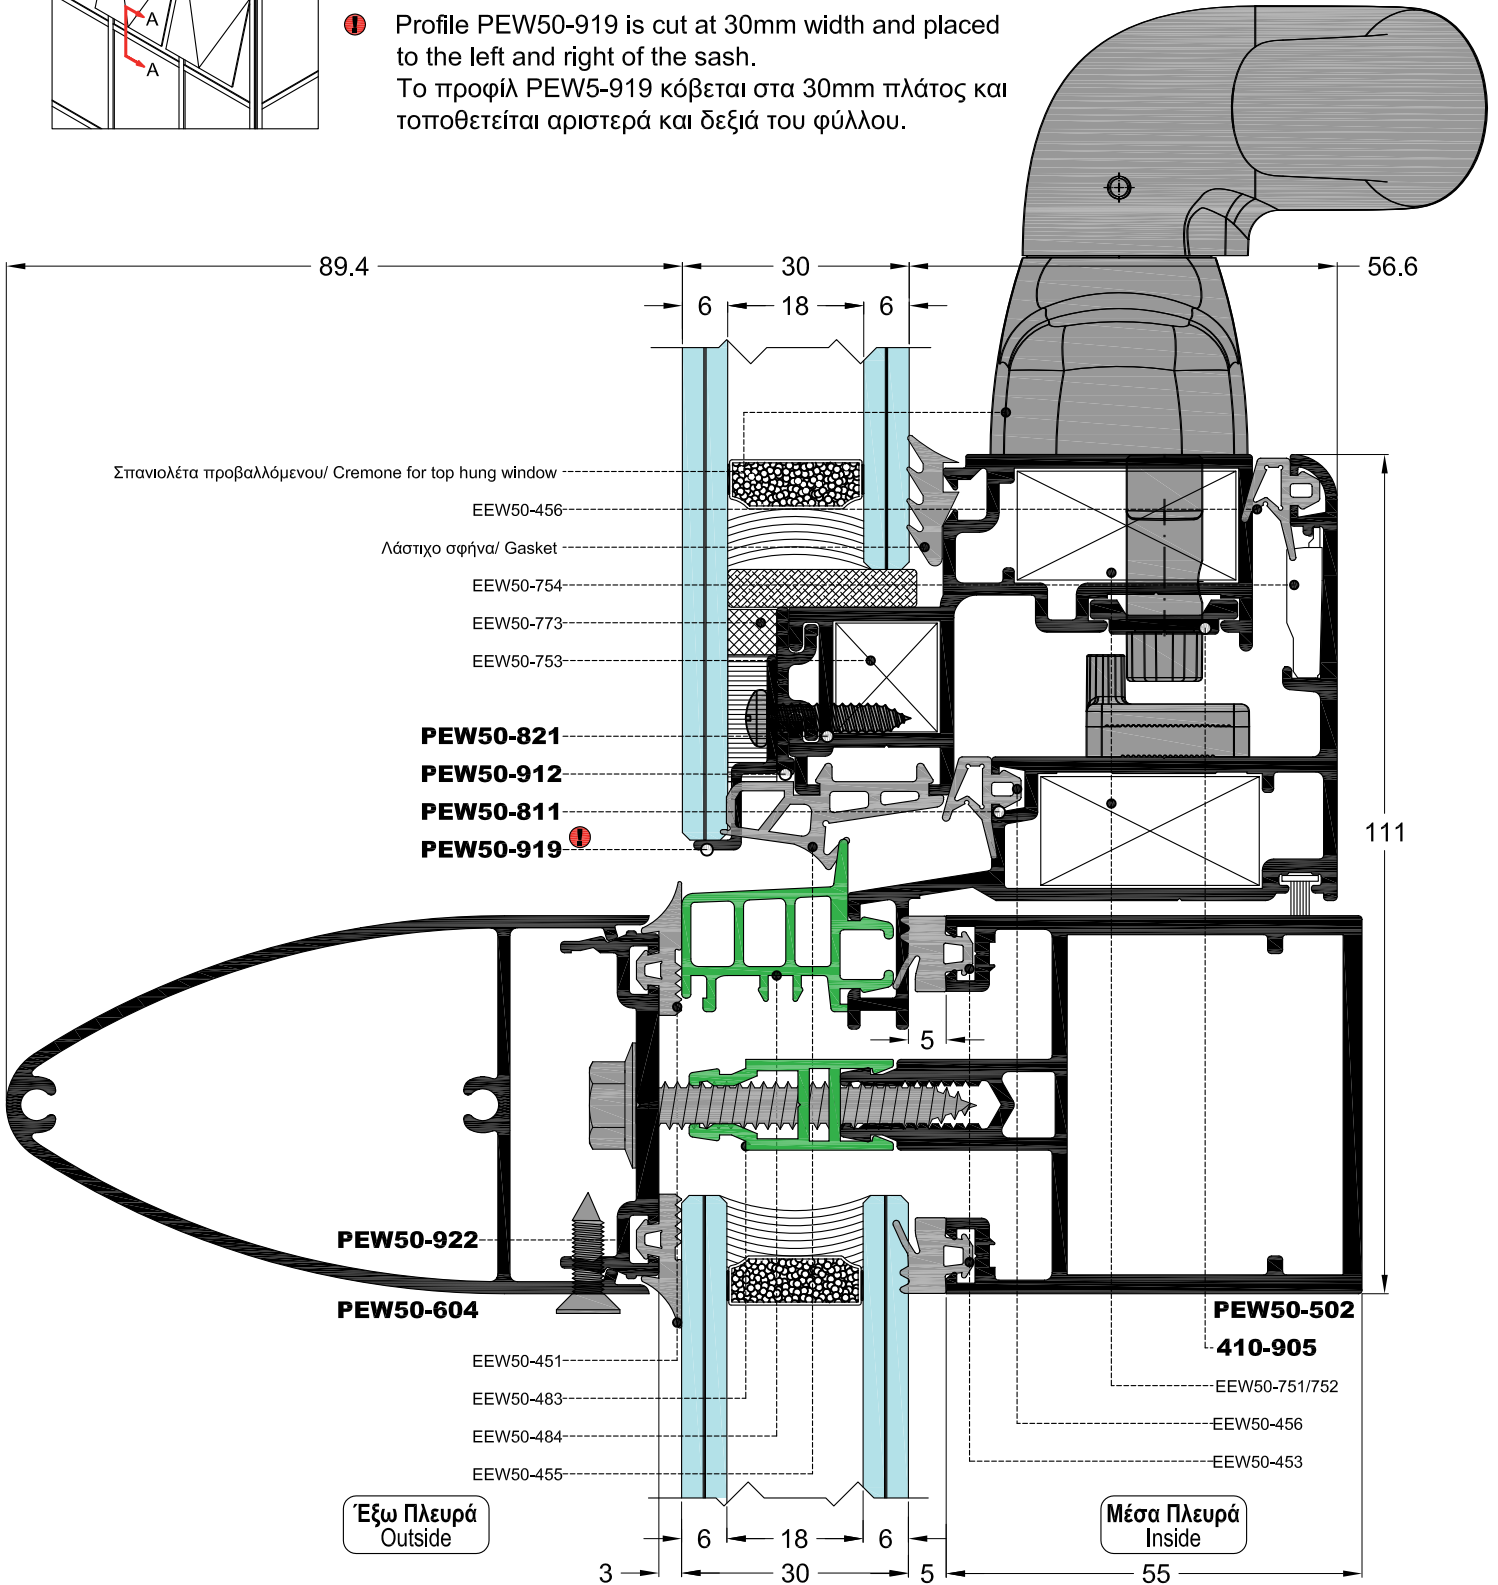 A
A
Profile PEW50-919 is cut at 30mm width and placed
to the left and right of the sash.
Το προφίλ PEW5-919 κόβεται στα 30mm πλάτος και
τοποθετείται αριστερά και δεξιά του φύλλου.
89.4
30
56.6
6
18
6
Σπανιολέτα προβαλλόμενου/ Cremone for top hung window
EEW50-456
Λάστιχο σφήνα/ Gasket
EEW50-754
EEW50-773
EEW50-753
PEW50-821
PEW50-912
PEW50-811
PEW50-919
!
111
5
PEW50-922
PEW50-604
PEW50-502
410-905
EEW50-451
EEW50-483
EEW50-484
EEW50-455
EEW50-751/752
EEW50-456
EEW50-453
Έξω Πλευρά
Outside
Μέσα Πλευρά
Inside
6
18
6
3
30
5
55